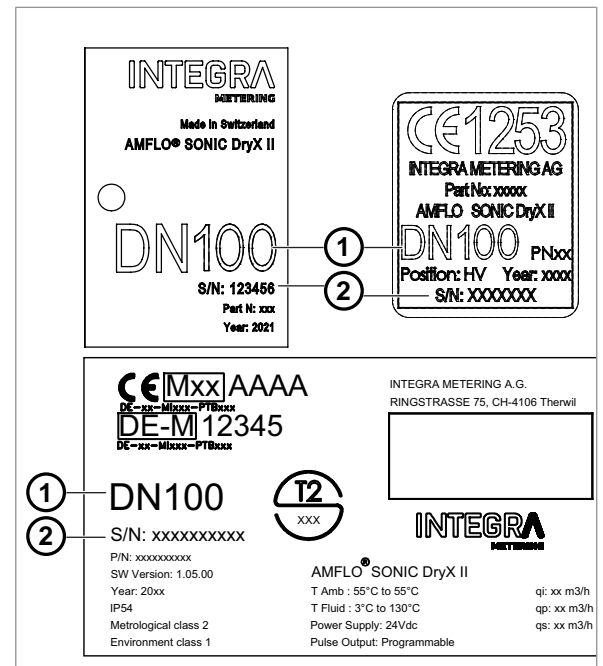 INTEGRA
METERING
Made in Switzerland
AMFLO® SONIC DryX II
DN100
S/N: 123456
Part N: xxx
Year: 2021
1
2
CE1253
INTEGRA METERING AG
Part No: xxxxx
AMFLO SONIC DryX II
DN100 PNxx
Position: HV Year: xxxx
S/N: XXXXXXX
CE Mxx AAAA
DE-xx-MIxxx-PTBxxx
DE-M 12345
DE-xx-MIxxx-PTBxxx
1
DN100
2
S/N: xxxxxxxxxx
P/N: xxxxxxxxxx
SW Version: 1.05.00
Year: 20xx
IP54
Metrological class 2
Environment class 1
T2
xxx
INTEGRA METERING A.G.
RINGSTRASSE 75, CH-4106 Therwil
INTEGRA
METERING
AMFLO® SONIC DryX II
T Amb : 55°C to 55°C
T Fluid : 3°C to 130°C
Power Supply: 24Vdc
Pulse Output: Programmable
qi: xx m3/h
qp: xx m3/h
qs: xx m3/h